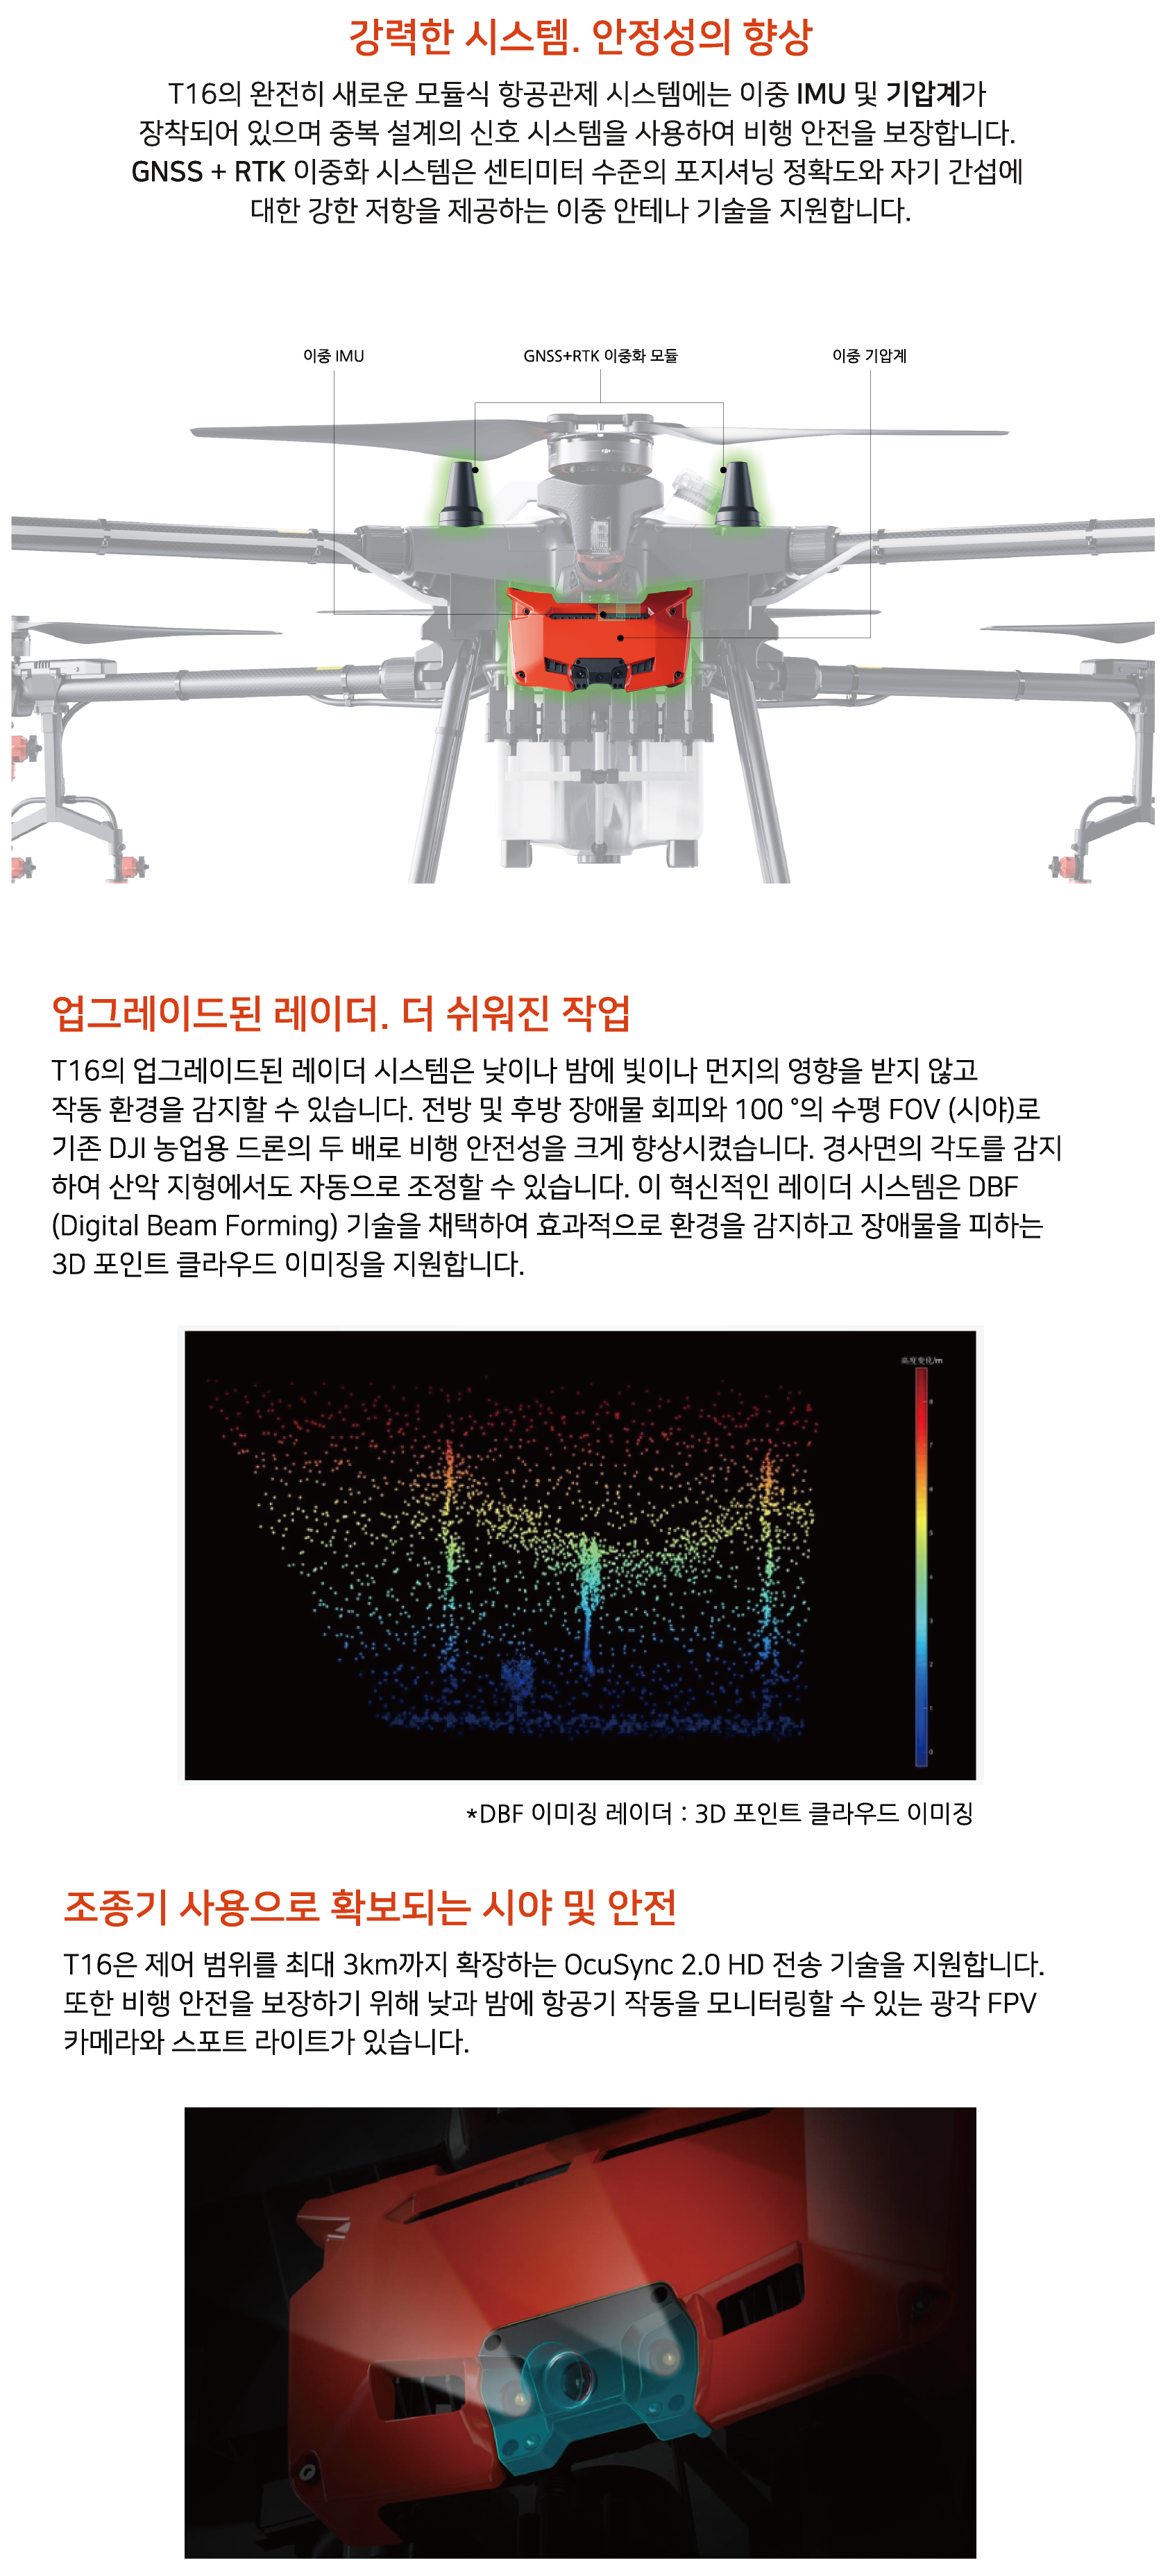 강력한 시스템. 안정성의 향상
T16의 완전히 새로운 모듈식 항공관제 시스템에는 이중 IMU 및 기압계가
장착되어 있으며 중복 설계의 신호 시스템을 사용하여 비행 안전을 보장합니다.
GNSS + RTK 이중화 시스템은 센티미터 수준의 포지셔닝 정확도와 자기 간섭에
대한 강한 저항을 제공하는 이중 안테나 기술을 지원합니다.
이중 IMU
GNSS+RTK 이중화 모듈
이중 기압계
업그레이드된 레이더. 더 쉬워진 작업
T16의 업그레이드된 레이더 시스템은 낮이나 밤에 빛이나 먼지의 영향을 받지 않고
작동 환경을 감지할 수 있습니다. 전방 및 후방 장애물 회피와 100 °의 수평 FOV (시야)로
기존 DJI 농업용 드론의 두 배로 비행 안전성을 크게 향상시켰습니다. 경사면의 각도를 감지
하여 산악 지형에서도 자동으로 조정할 수 있습니다. 이 혁신적인 레이더 시스템은 DBF
(Digital Beam Forming) 기술을 채택하여 효과적으로 환경을 감지하고 장애물을 피하는
3D 포인트 클라우드 이미징을 지원합니다.
高度变化/m
8
7
6
5
4
3
2
1
0
*DBF 이미징 레이더 : 3D 포인트 클라우드 이미징
조종기 사용으로 확보되는 시야 및 안전
T16은 제어 범위를 최대 3km까지 확장하는 OcuSync 2.0 HD 전송 기술을 지원합니다.
또한 비행 안전을 보장하기 위해 낮과 밤에 항공기 작동을 모니터링할 수 있는 광각 FPV
카메라와 스포트 라이트가 있습니다.